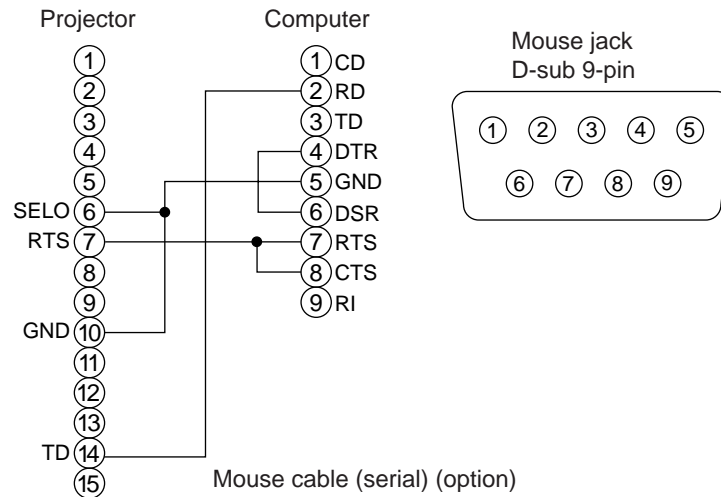 Projector
Computer
1
2
3
4
5
SELO 6
RTS 7
8
9
GND 10
11
12
13
TD 14
15
1 CD
2 RD
3 TD
4 DTR
5 GND
6 DSR
7 RTS
8 CTS
9 RI
Mouse jack
D-sub 9-pin
1 2 3 4 5
6 7 8 9
Mouse cable (serial) (option)